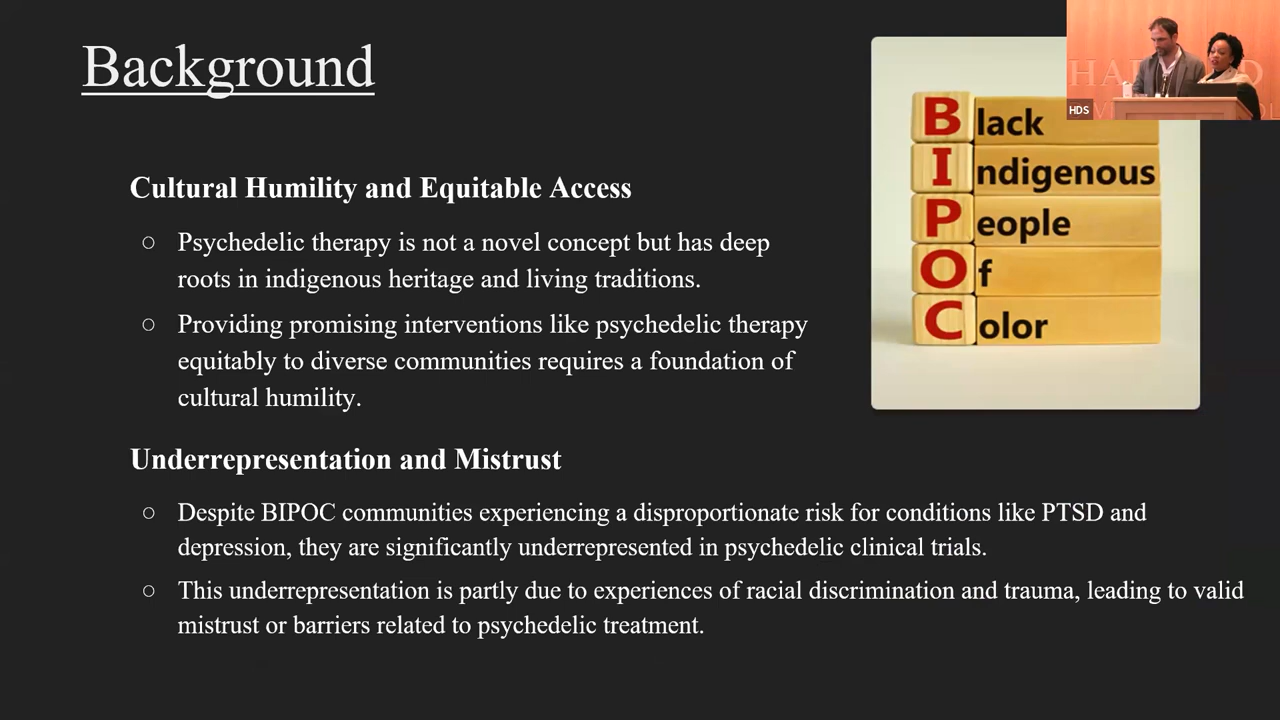 Background
HDS
Black
Indigenous
People
Of
Color
Cultural Humility and Equitable Access
○ Psychedelic therapy is not a novel concept but has deep
roots in indigenous heritage and living traditions.
○ Providing promising interventions like psychedelic therapy
equitably to diverse communities requires a foundation of
cultural humility.
Underrepresentation and Mistrust
○ Despite BIPOC communities experiencing a disproportionate risk for conditions like PTSD and
depression, they are significantly underrepresented in psychedelic clinical trials.
○ This underrepresentation is partly due to experiences of racial discrimination and trauma, leading to valid
mistrust or barriers related to psychedelic treatment.